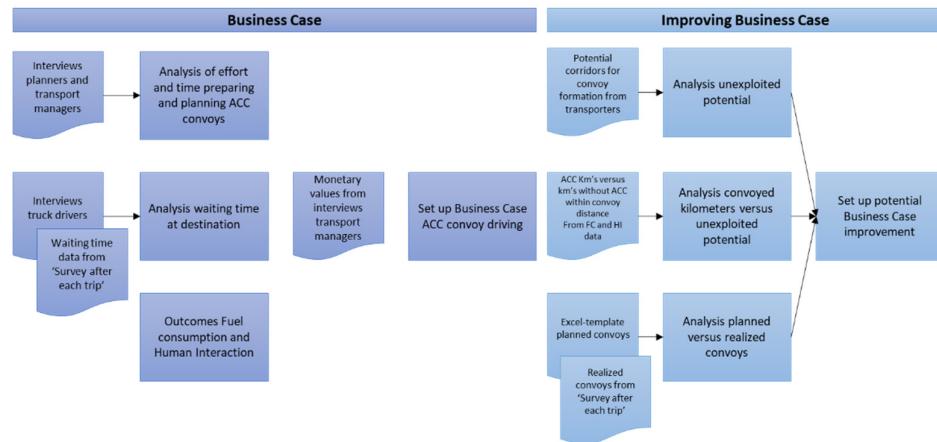 Business Case
Improving Business Case
Interviews
planners and
transport
managers
Analysis of effort
and time preparing
and planning ACC
convoys
Potential
corridors for
convoy
formation from
transporters
Analysis unexploited
potential
Interviews
truck drivers
Waiting time
data from
'Survey after
each trip'
Analysis waiting time
at destination
Monetary
values from
interviews
transport
managers
Set up Business Case
ACC convoy driving
ACC Km's versus
km's without ACC
within convoy
distance
From FC and HI
data
Analysis convoyed
kilometers versus
unexploited
potential
Set up potential
Business Case
improvement
Outcomes Fuel
consumption and
Human Interaction
Excel-template
planned convoys
Realized
convoys from
'Survey after
each trip'
Analysis planned
versus realized
convoys